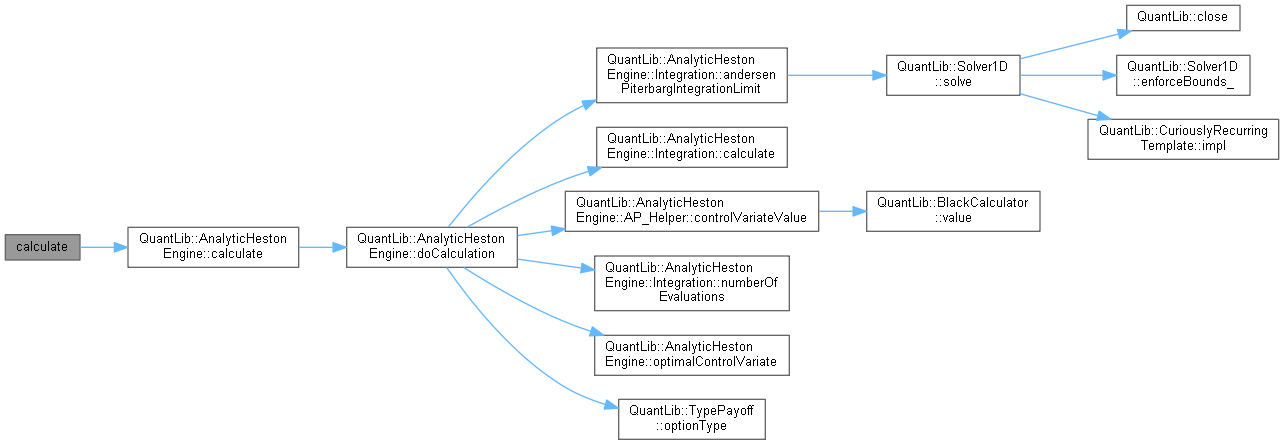 calculate
QuantLib::AnalyticHeston
Engine::calculate
QuantLib::AnalyticHeston
Engine::doCalculation
QuantLib::AnalyticHeston
Engine::Integration::andersen
PiterbargIntegrationLimit
QuantLib::Solver1D
::solve
QuantLib::close
QuantLib::Solver1D
::enforceBounds_
QuantLib::CuriouslyRecurring
Template::impl
QuantLib::AnalyticHeston
Engine::Integration::calculate
QuantLib::AnalyticHeston
Engine::AP_Helper::controlVariateValue
QuantLib::BlackCalculator
::value
QuantLib::AnalyticHeston
Engine::Integration::numberOf
Evaluations
QuantLib::AnalyticHeston
Engine::optimalControlVariate
QuantLib::TypePayoff
::optionType